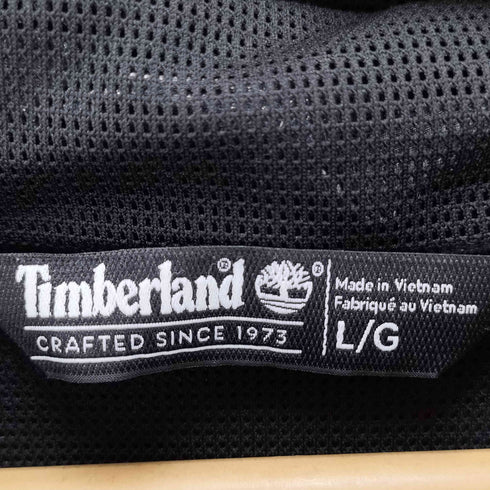 Timberland®
CRAFTED SINCE 1973
®
Made in Vietnam
Fabriqué au Vietnam
L/G